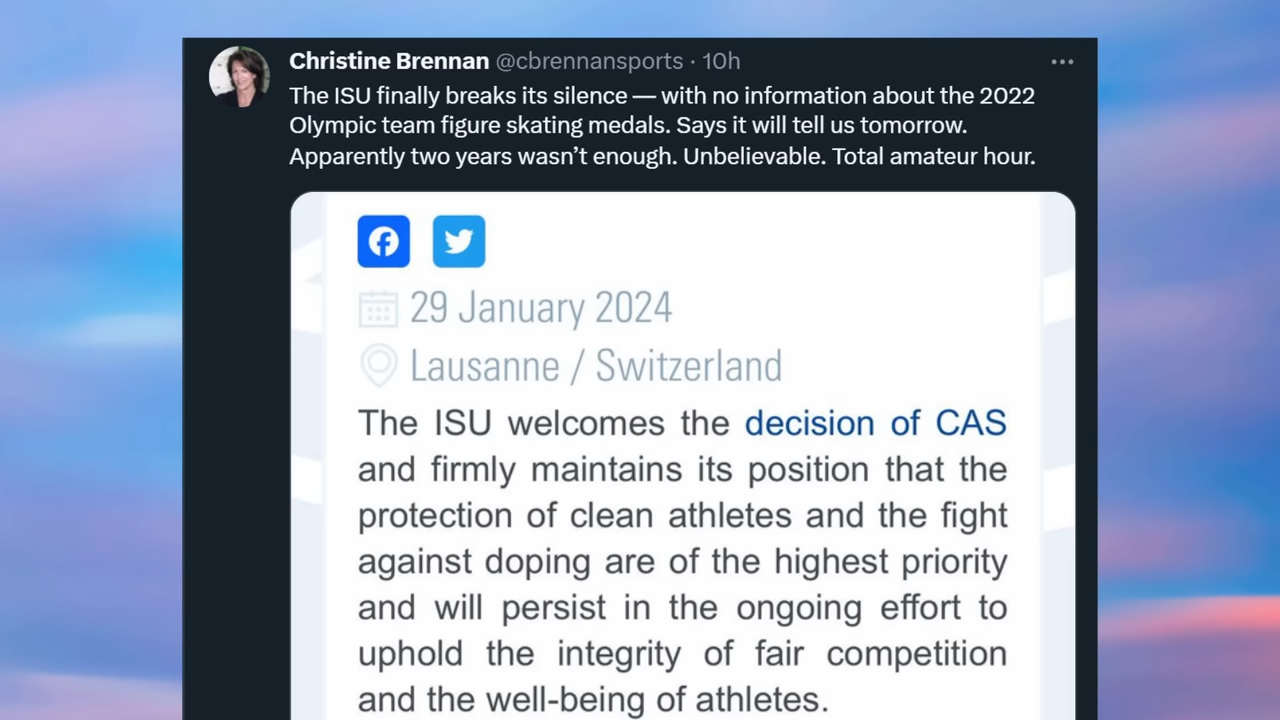 Christine Brennan @cbrennansports · 10h
The ISU finally breaks its silence — with no information about the 2022
Olympic team figure skating medals. Says it will tell us tomorrow.
Apparently two years wasn’t enough. Unbelievable. Total amateur hour.
29 January 2024
Lausanne / Switzerland
The ISU welcomes the decision of CAS
and firmly maintains its position that the
protection of clean athletes and the fight
against doping are of the highest priority
and will persist in the ongoing effort to
uphold the integrity of fair competition
and the well-being of athletes.